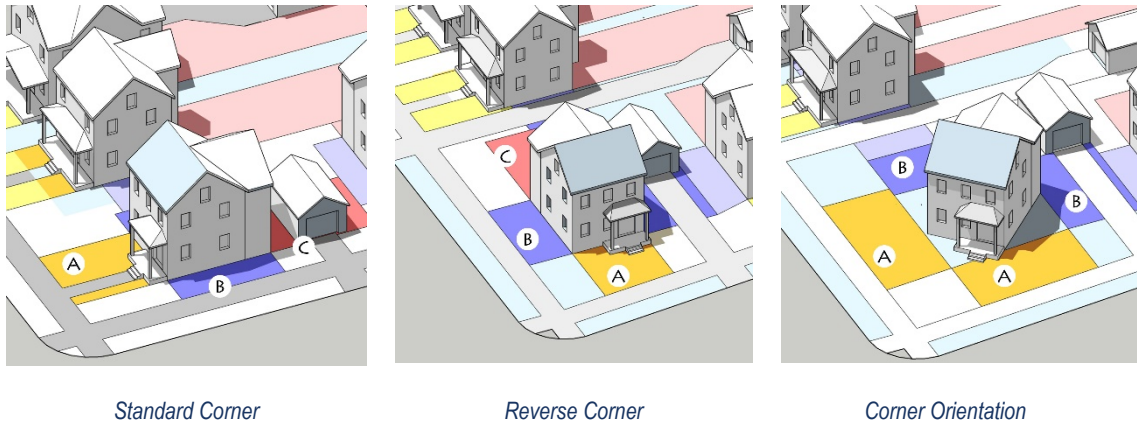 A
B
C
C
B
A
B
A
A
B
Standard Corner
Reverse Corner
Corner Orientation